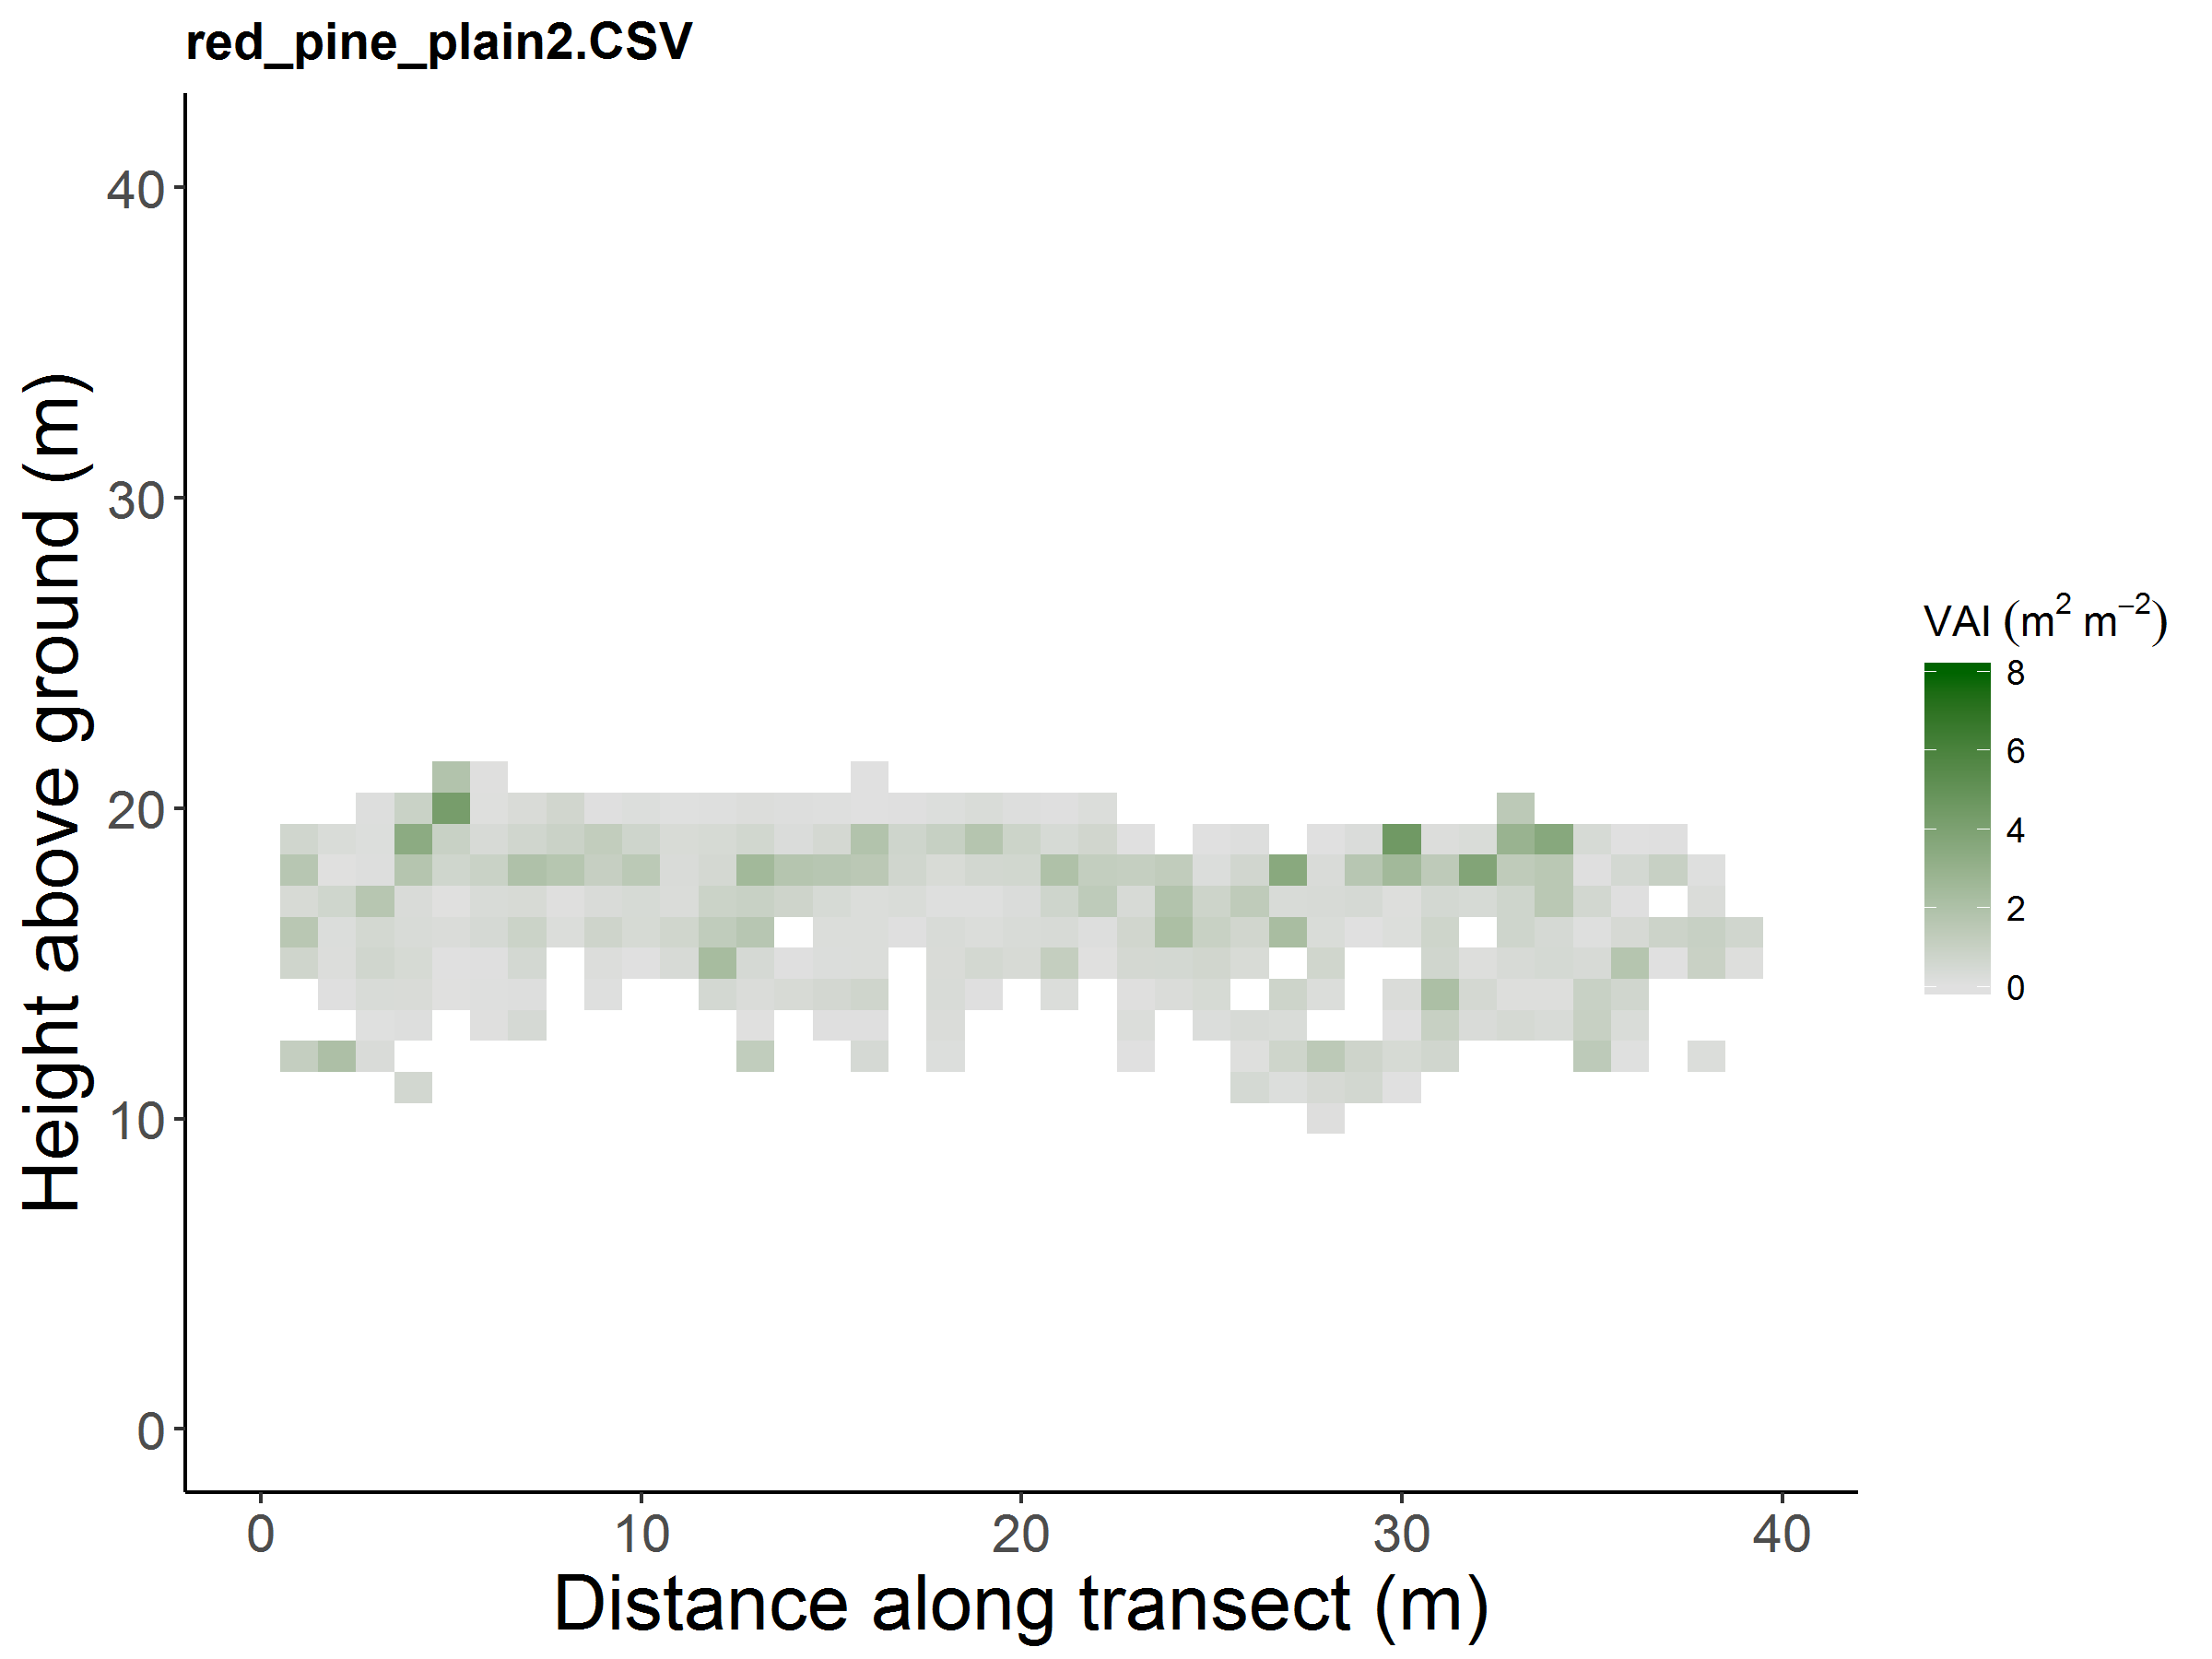 red_pine_plain2.CSV
Height above ground (m)
40
30
20
10
0
0 10 20 30 40
Distance along transect (m)
VAI (m² m⁻²)
8
6
4
2
0